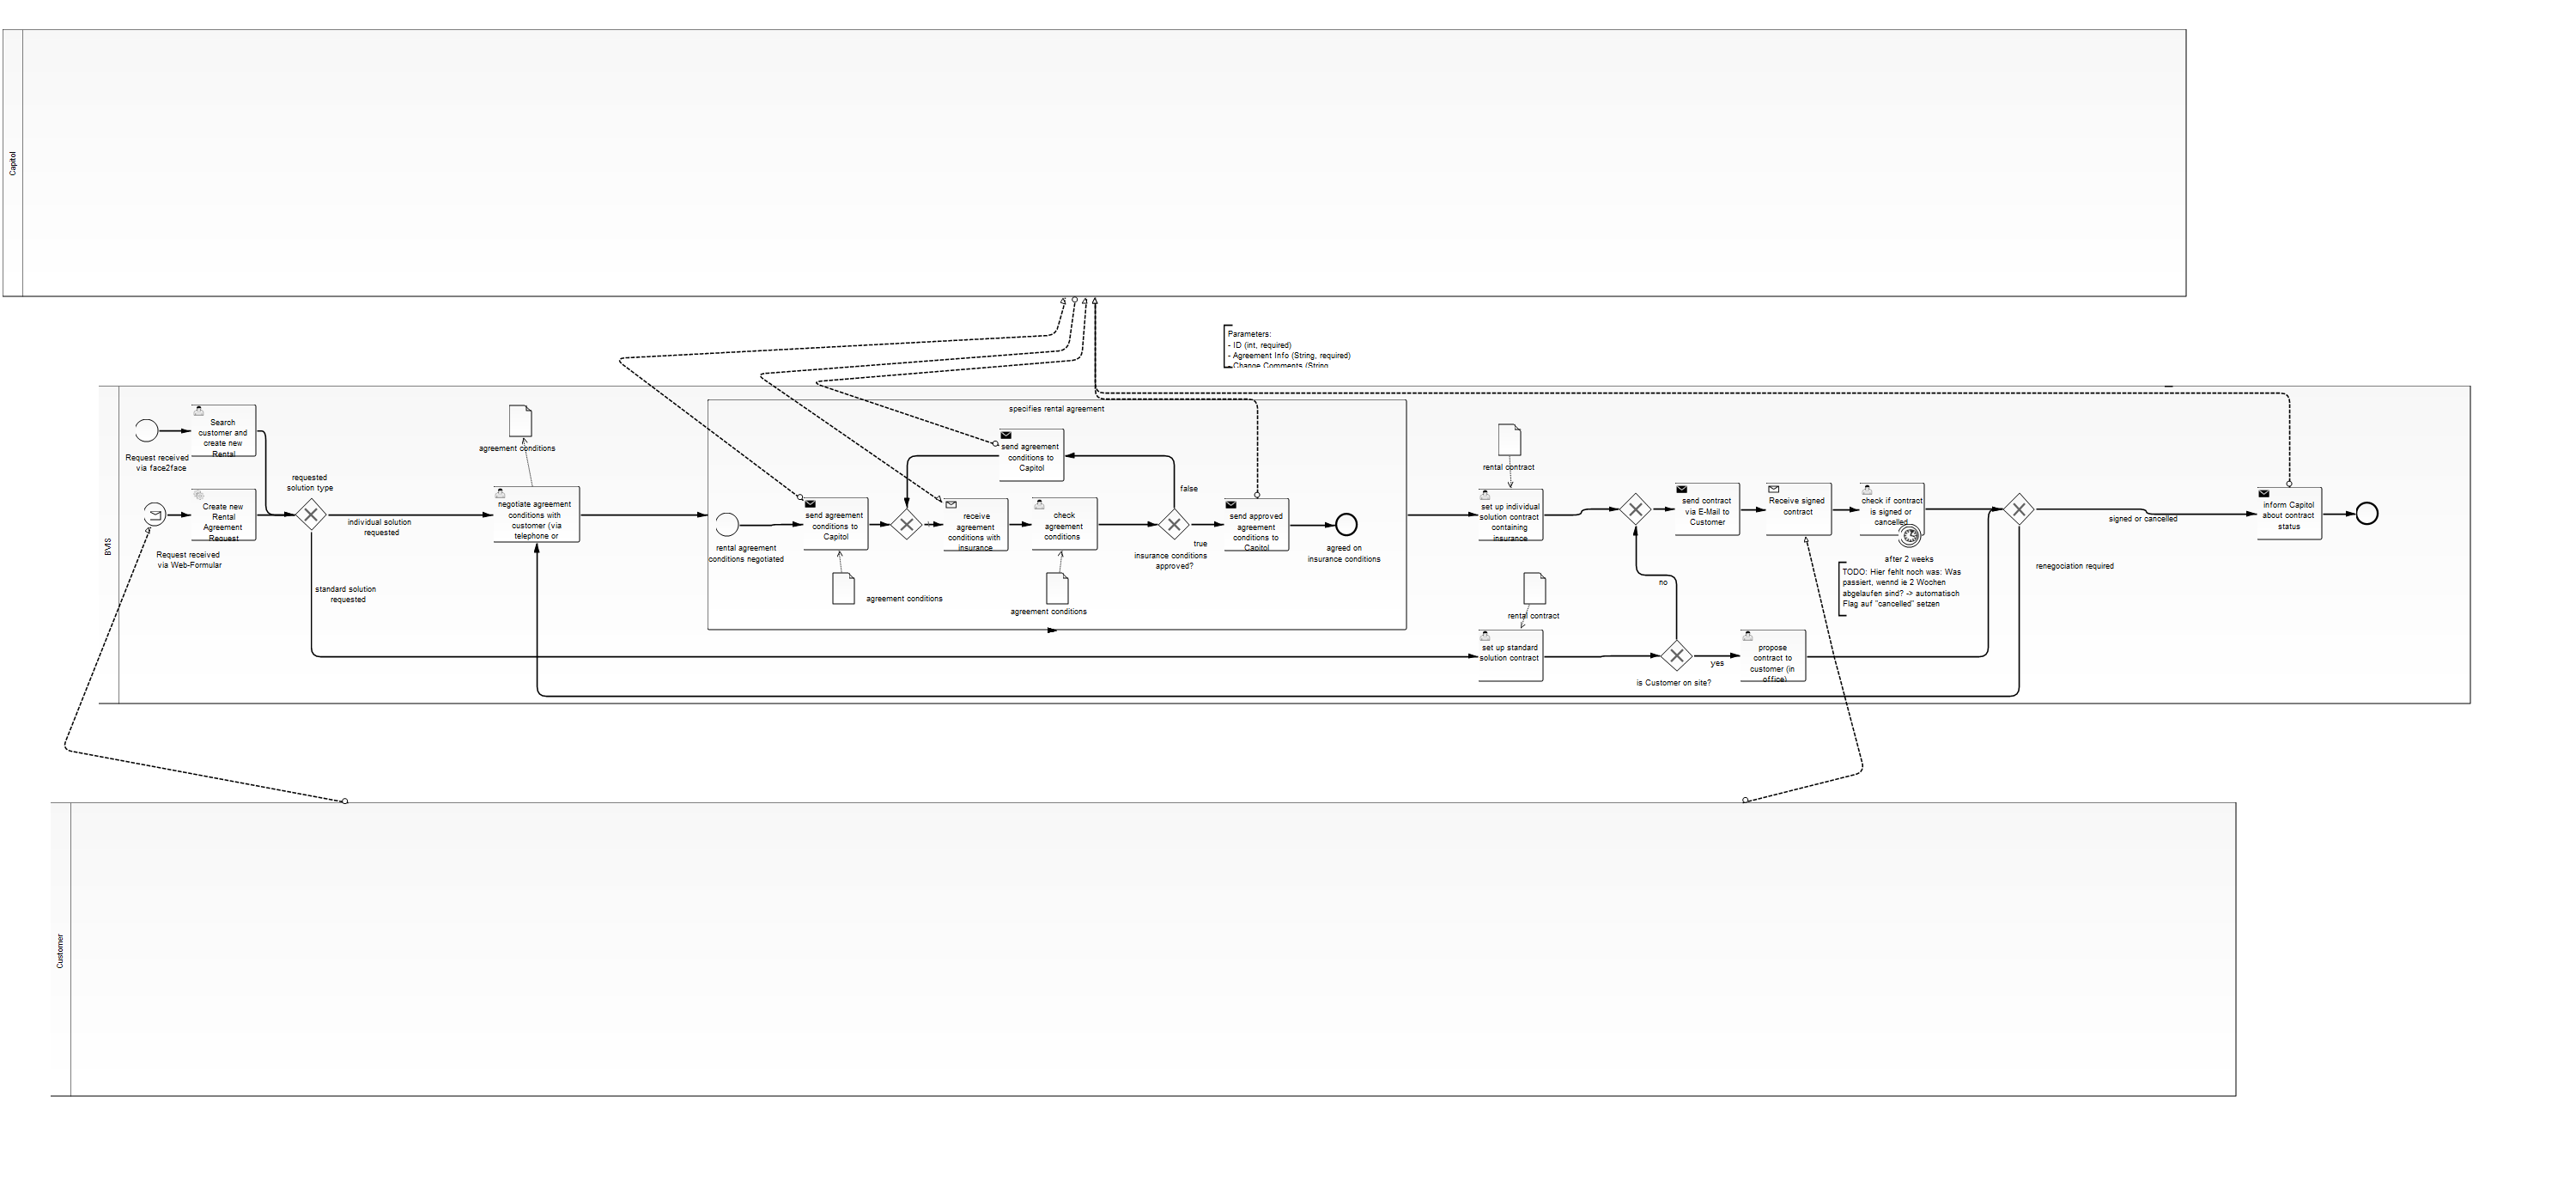 Capitol
Parameters:
- ID (int, required)
- Agreement Info (String, required)
- Change Comments (String
BVIS
Search
customer and
create new
Rental
Request received
via face2face
Create new
Rental
Agreement
Request
Request received
via Web-Formular
requested
solution type
individual solution
requested
standard solution
requested
agreement conditions
negotiate agreement
conditions with
customer (via
telephone or
specifies rental agreement
rental agreement
conditions negotiated
send agreement
conditions to
Capitol
agreement conditions
send agreement
conditions to
Capitol
receive
agreement
conditions with
insurance
check
agreement
conditions
agreement conditions
false
true
insurance conditions
approved?
send approved
agreement
conditions to
Capitol
agreed on
insurance conditions
rental contract
set up individual
solution contract
containing
insurance
rental contract
set up standard
solution contract
is Customer on site?
no
yes
propose
contract to
customer (in
office)
send contract
via E-Mail to
Customer
Receive signed
contract
check if contract
is signed or
cancelled
after 2 weeks
TODO: Hier fehlt noch was: Was
passiert, wennd ie 2 Wochen
abgelaufen sind? -> automatisch
Flag auf "cancelled" setzen
renegociation required
signed or cancelled
inform Capitol
about contract
status
Customer